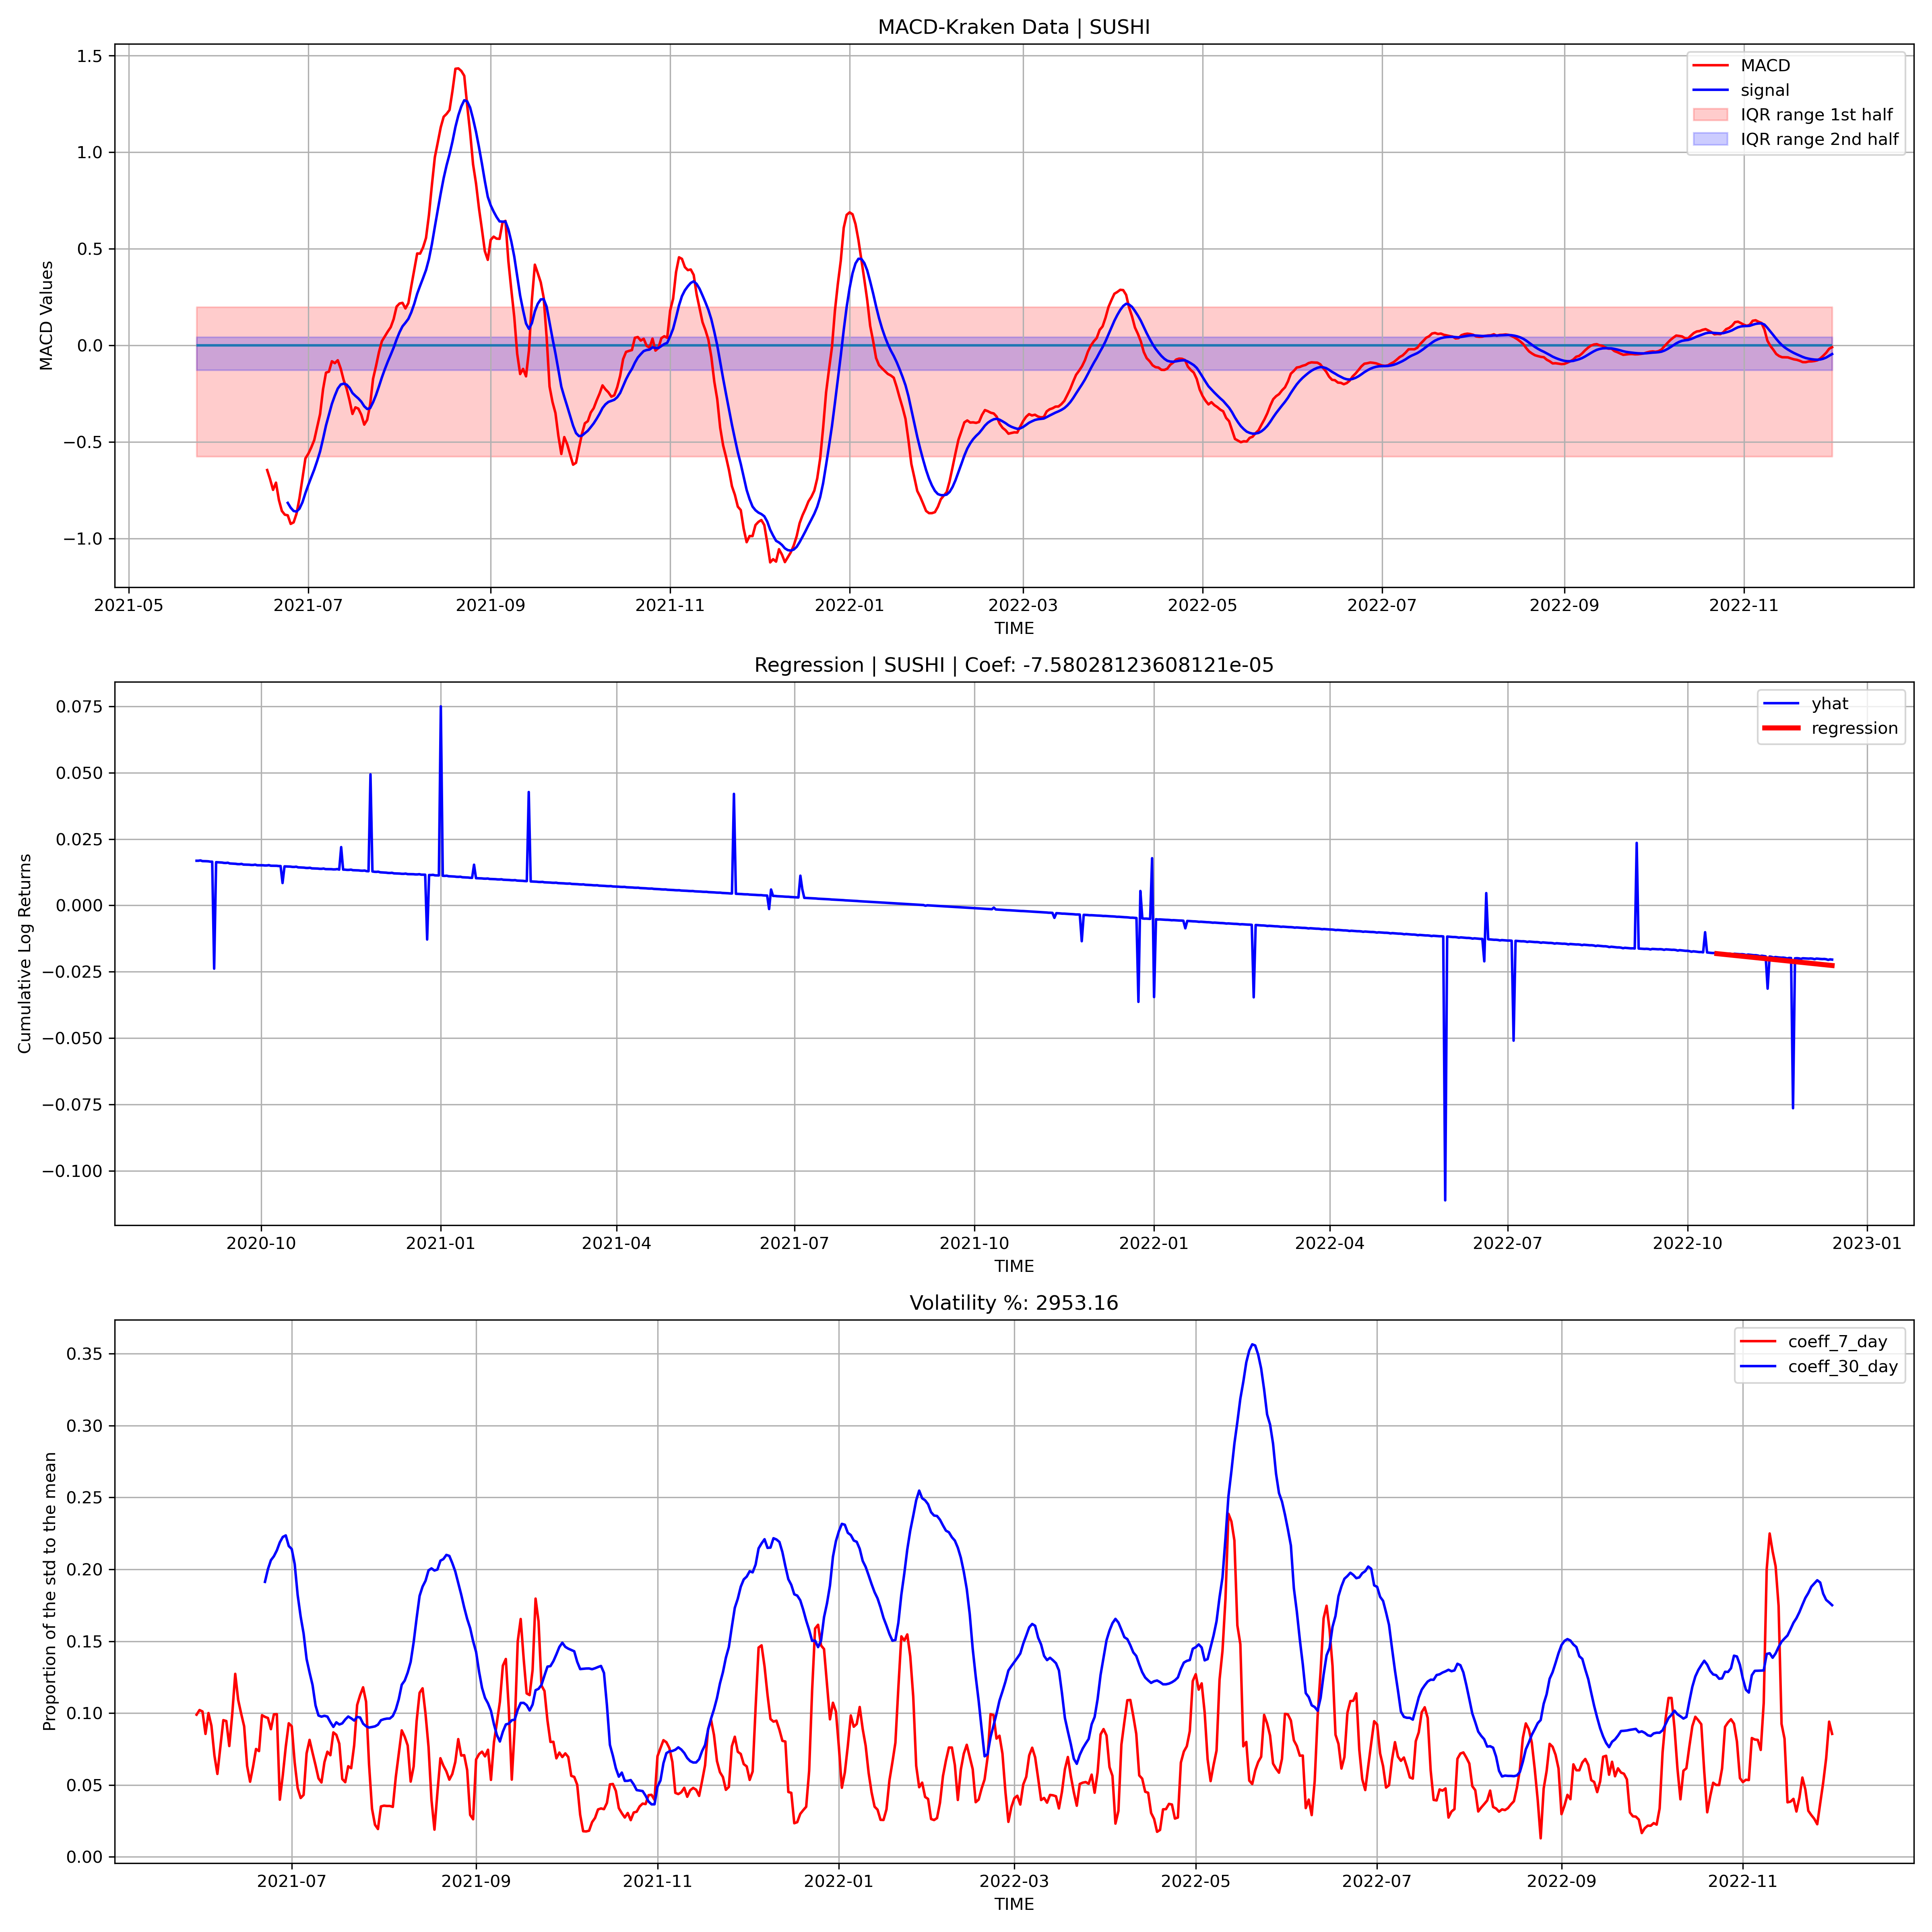 MACD-Kraken Data | SUSHI
MACD Values
1.5
1.0
0.5
0.0
−0.5
−1.0
MACD
signal
IQR range 1st half
IQR range 2nd half
2021-05 2021-07 2021-09 2021-11 2022-01 2022-03 2022-05 2022-07 2022-09 2022-11
TIME
Regression | SUSHI | Coef: -7.58028123608121e-05
Cumulative Log Returns
0.075
0.050
0.025
0.000
−0.025
−0.050
−0.075
−0.100
yhat
regression
2020-10 2021-01 2021-04 2021-07 2021-10 2022-01 2022-04 2022-07 2022-10 2023-01
TIME
Volatility %: 2953.16
Proportion of the std to the mean
0.35
0.30
0.25
0.20
0.15
0.10
0.05
0.00
coeff_7_day
coeff_30_day
2021-07 2021-09 2021-11 2022-01 2022-03 2022-05 2022-07 2022-09 2022-11
TIME